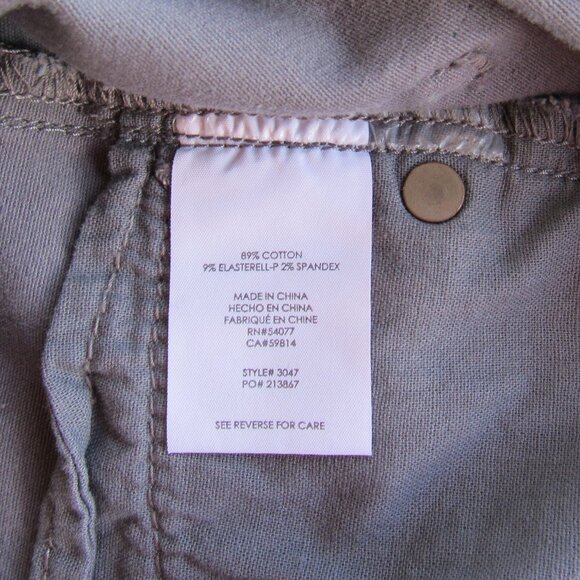 89% COTTON
9% ELASTERELL-P 2% SPANDEX
MADE IN CHINA
HECHO EN CHINA
FABRIQUÉ EN CHINE
RN#54077
CA#59814
STYLE# 3047
PO# 213867
SEE REVERSE FOR CARE